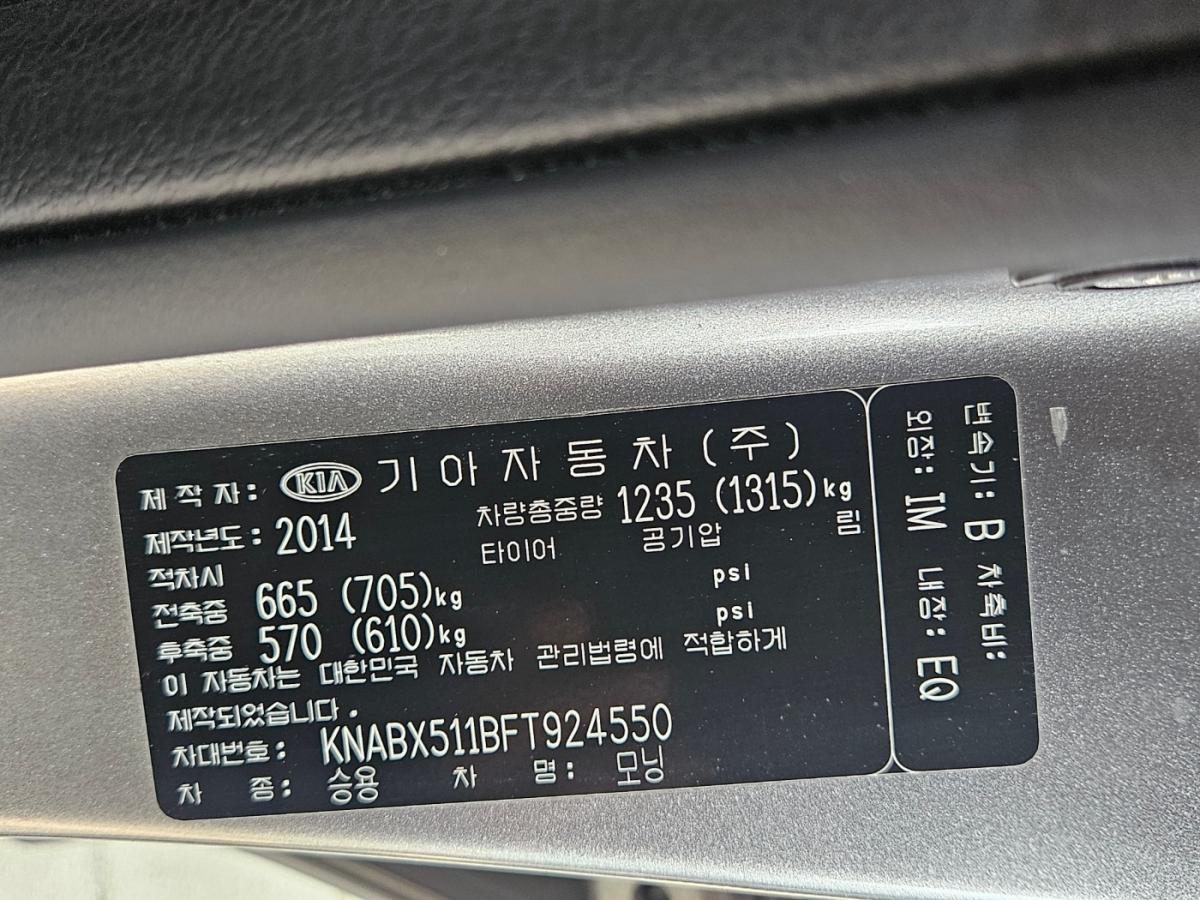 제 작 자: KIA 기 아 자 동 차 (주)
제작년도: 2014 차량총중량 1235 (1315)kg
타이어 공기압 림
적차시
전축중 665 (705)kg psi
후축중 570 (610)kg psi
이 자동차는 대한민국 자동차 관리법령에 적합하게
제작되었습니다.
차대번호: KNABX511BFT924550
차 종: 승용 차 명: 모닝
변속기: B 차축비:
외장: IM 내장: EQ